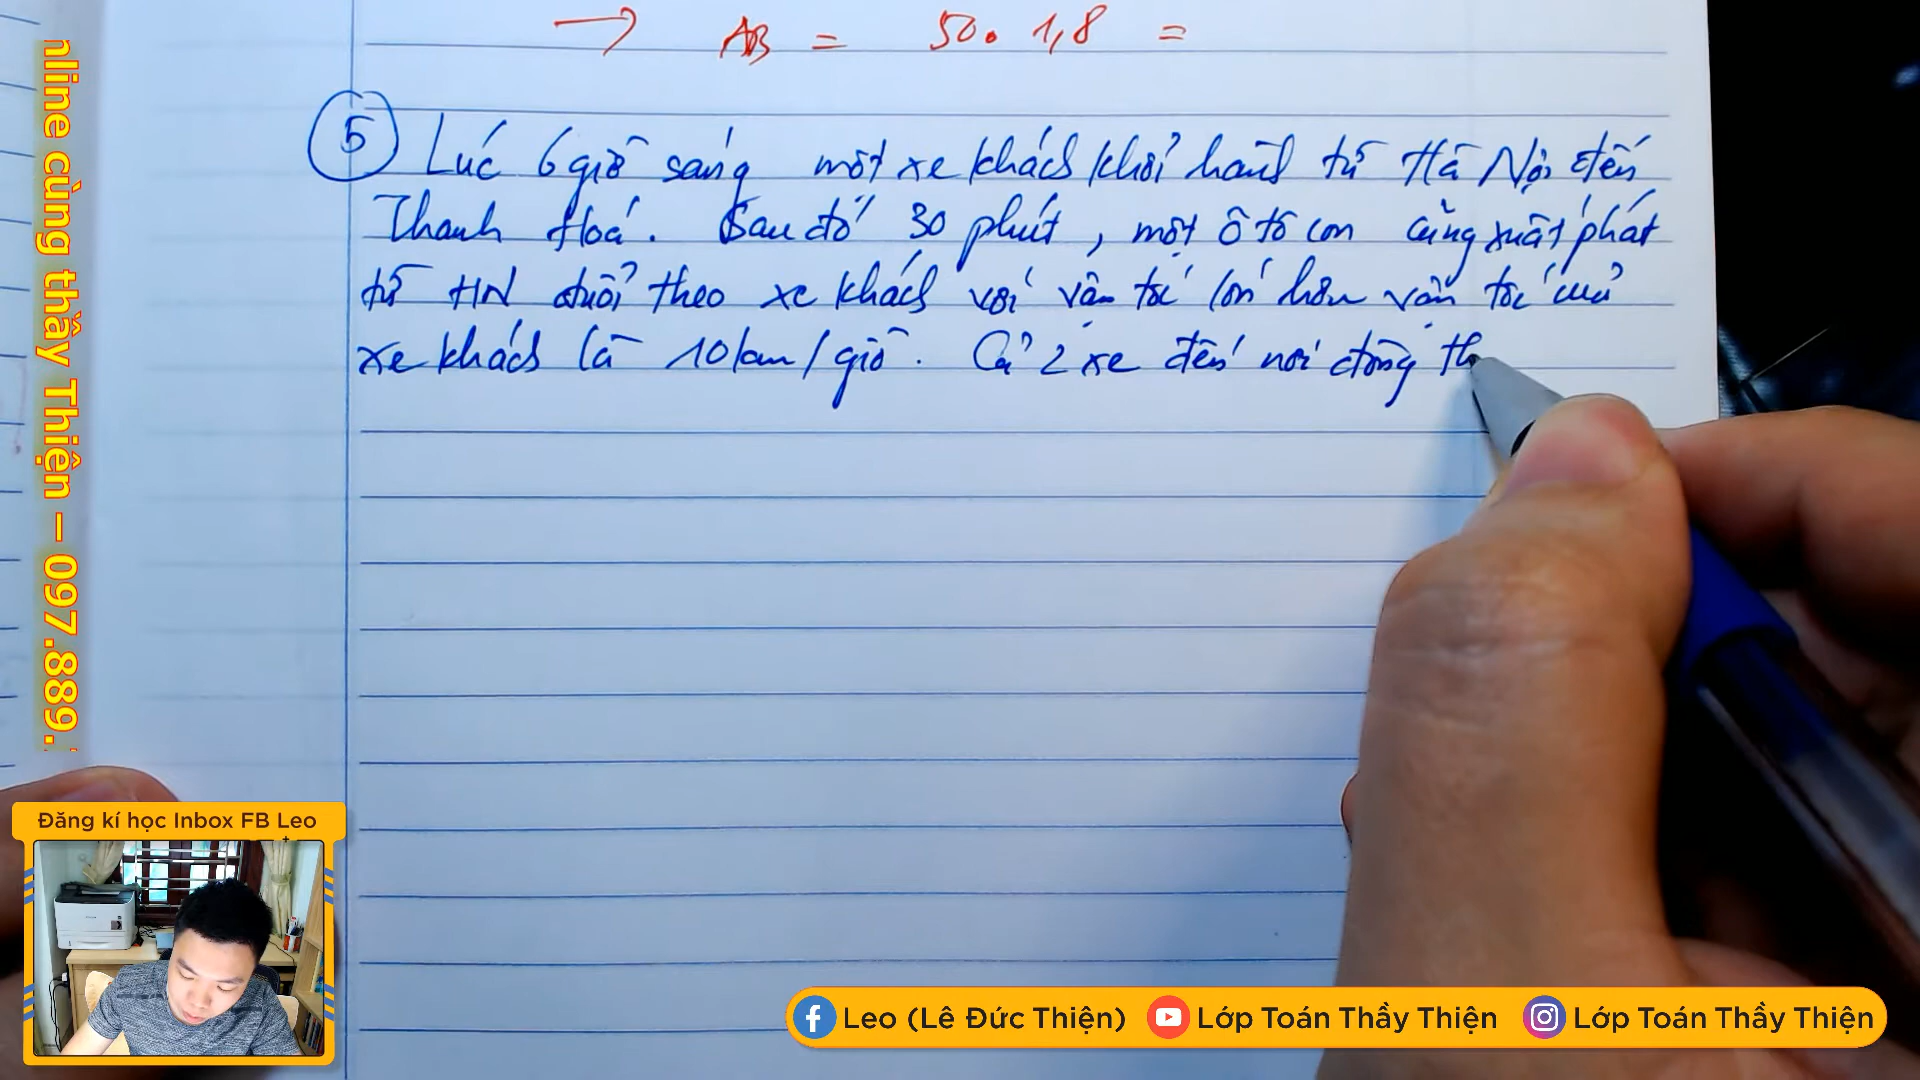 → AB = 50. 1,8 =
5 Lúc 6 giờ sáng một xe khách khởi hành từ Hà Nội đến
Thanh Hoá. Sau đó 30 phút, một ô tô con cũng xuất phát
từ HN đuổi theo xe khách với vận tốc lớn hơn vận tốc của
xe khách là 10km/giờ. Cả 2 xe đến nơi đồng th
nline cùng thầy Thiện – 097.889.
Đăng kí học Inbox FB Leo
Leo (Lê Đức Thiện) Lớp Toán Thầy Thiện Lớp Toán Thầy Thiện